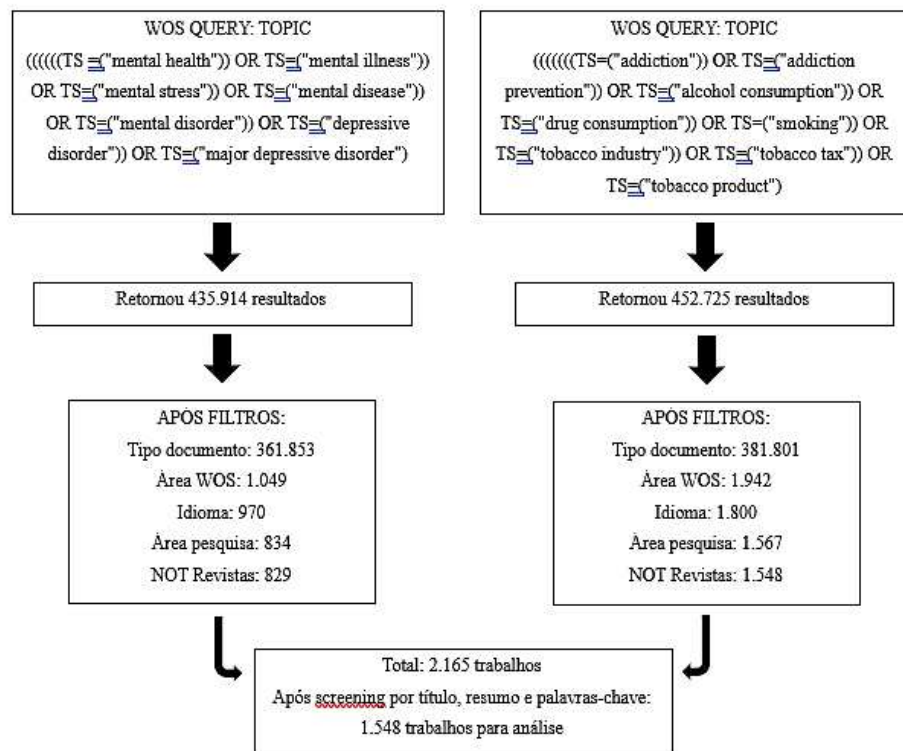 WOS QUERY: TOPIC
((((((TS =("mental health")) OR TS=("mental illness"))
OR TS=("mental stress")) OR TS=("mental disease"))
OR TS=("mental disorder")) OR TS=("depressive
disorder")) OR TS=("major depressive disorder")
WOS QUERY: TOPIC
(((((((TS=("addiction")) OR TS=("addiction
prevention")) OR TS=("alcohol consumption")) OR
TS=("drug consumption")) OR TS=("smoking")) OR
TS=("tobacco industry")) OR TS=("tobacco tax")) OR
TS=("tobacco product")
Retornou 435.914 resultados
Retornou 452.725 resultados
APÓS FILTROS:
Tipo documento: 361.853
Área WOS: 1.049
Idioma: 970
Área pesquisa: 834
NOT Revistas: 829
APÓS FILTROS:
Tipo documento: 381.801
Área WOS: 1.942
Idioma: 1.800
Área pesquisa: 1.567
NOT Revistas: 1.548
Total: 2.165 trabalhos
Após screening por título, resumo e palavras-chave:
1.548 trabalhos para análise